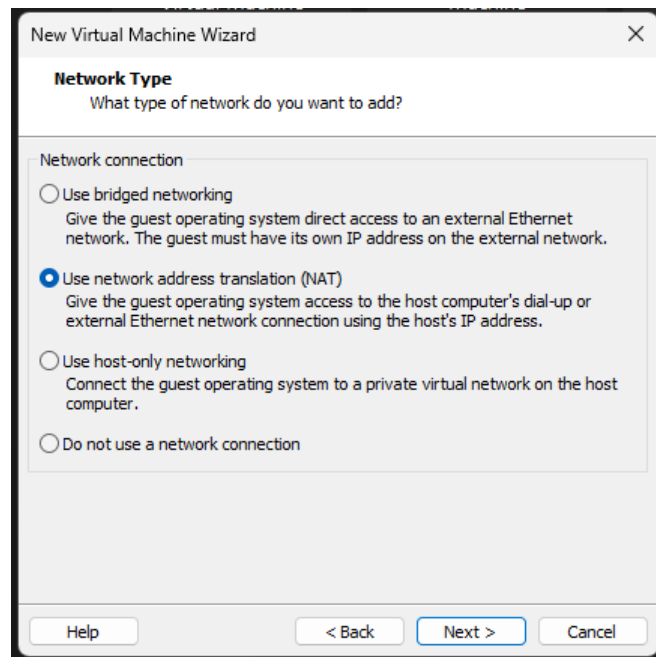 New Virtual Machine Wizard
Network Type
What type of network do you want to add?
Network connection
Use bridged networking
Give the guest operating system direct access to an external Ethernet
network. The guest must have its own IP address on the external network.
Use network address translation (NAT)
Give the guest operating system access to the host computer's dial-up or
external Ethernet network connection using the host's IP address.
Use host-only networking
Connect the guest operating system to a private virtual network on the host
computer.
Do not use a network connection
Help
< Back
Next >
Cancel